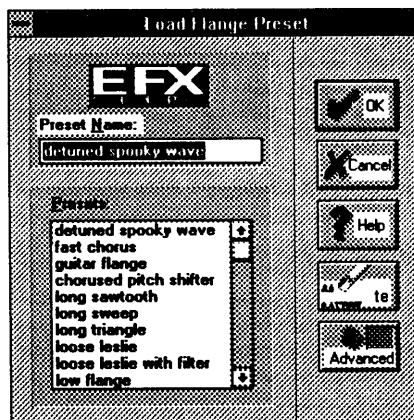 Load Flange Preset
EFX
Preset Name:
detuned spooky wave
Presets:
detuned spooky wave
fast chorus
guitar flange
chorused pitch shifter
long sawtooth
long sweep
long triangle
loose leslie
loose leslie with filter
low flange
OK
Cancel
Help
te
Advanced